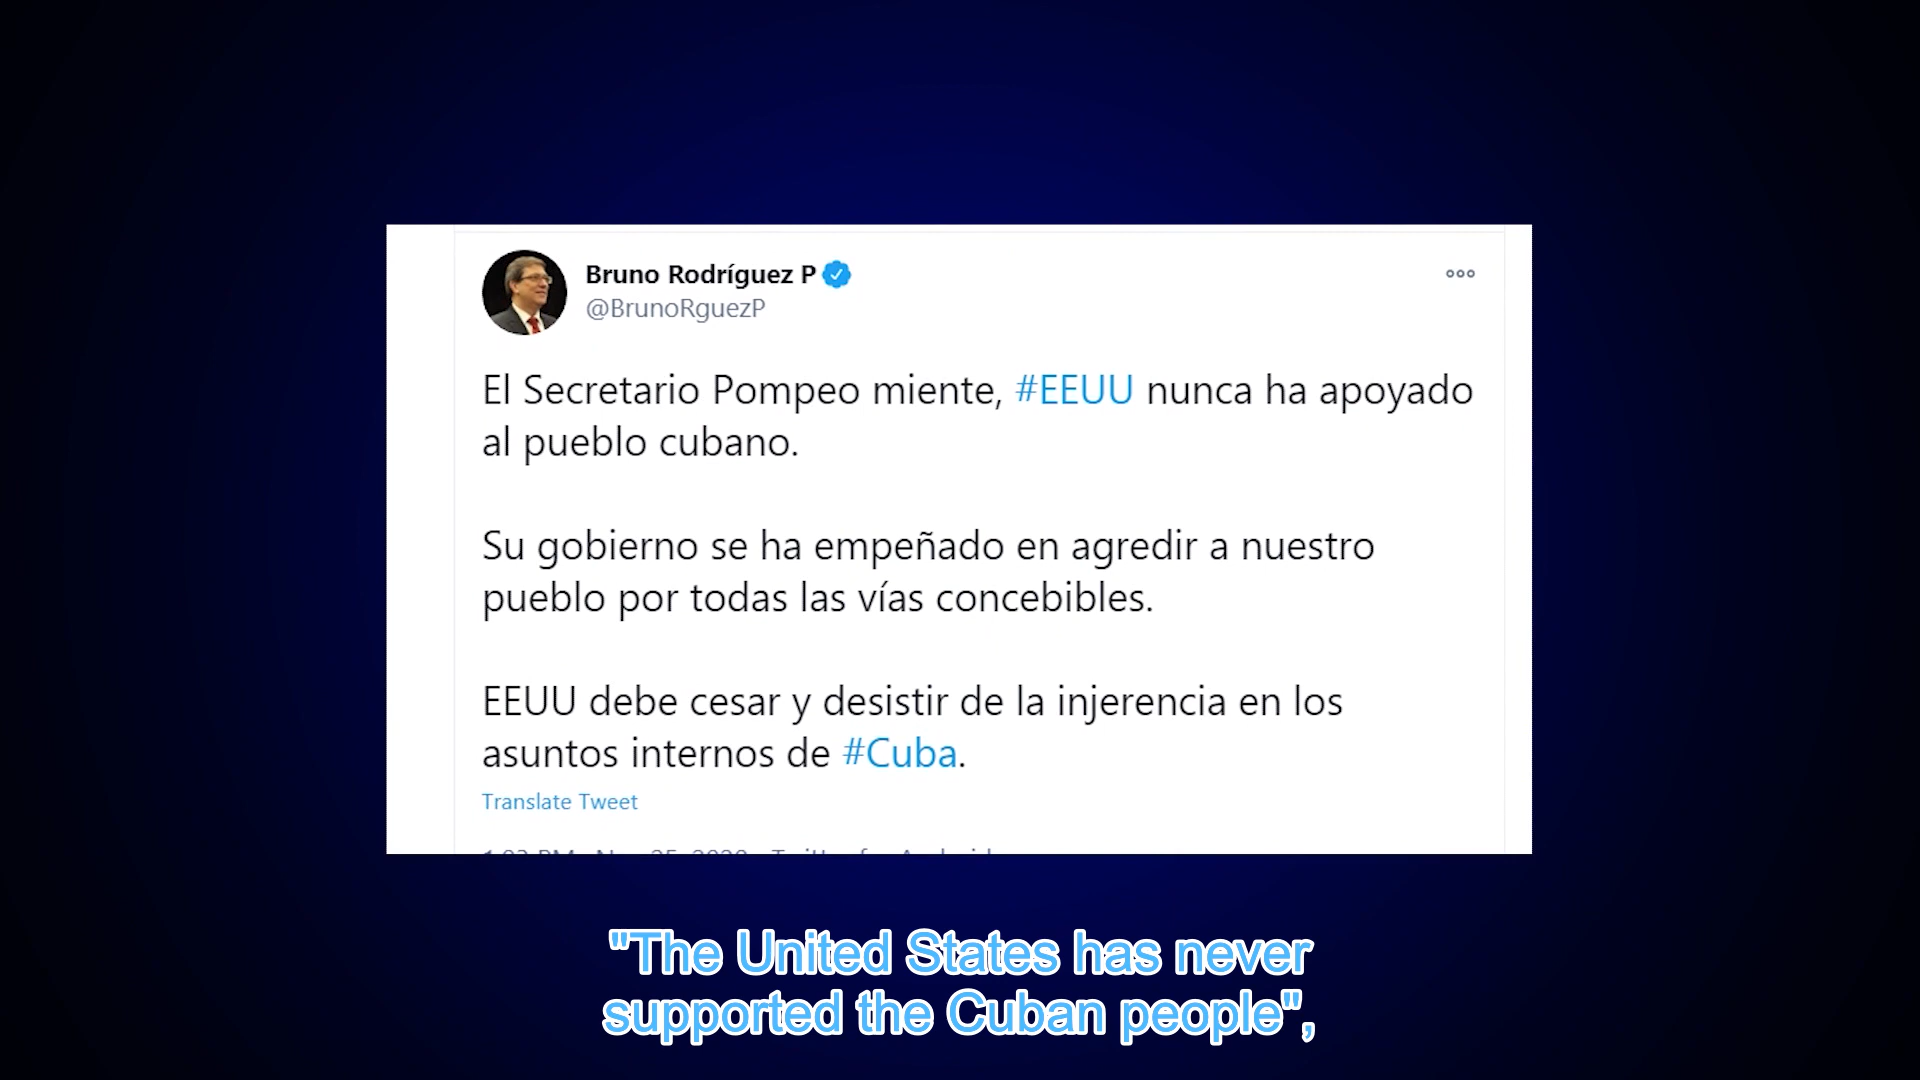 Bruno Rodríguez P
@BrunoRguezP
El Secretario Pompeo miente, #EEUU nunca ha apoyado
al pueblo cubano.
Su gobierno se ha empeñado en agredir a nuestro
pueblo por todas las vías concebibles.
EEUU debe cesar y desistir de la injerencia en los
asuntos internos de #Cuba.
Translate Tweet
"The United States has never
supported the Cuban people",